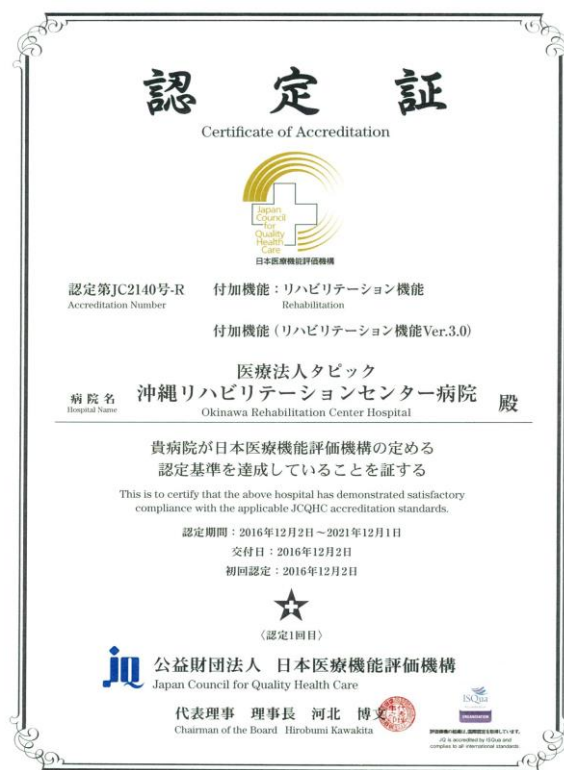 認定証
Certificate of Accreditation
Japan
Council
for
Quality
Health
Care
日本医療機能評価機構
認定第JC2140号-R 付加機能：リハビリテーション機能
Accreditation Number Rehabilitation
付加機能（リハビリテーション機能Ver.3.0）
医療法人タピック
病院名 沖縄リハビリテーションセンター病院 殿
Hospital Name Okinawa Rehabilitation Center Hospital
貴病院が日本医療機能評価機構の定める
認定基準を達成していることを証する
This is to certify that the above hospital has demonstrated satisfactory
compliance with the applicable JCQHC accreditation standards.
認定期間：2016年12月2日～2021年12月1日
交付日：2016年12月2日
初回認定：2016年12月2日
〈認定1回目〉
jQ 公益財団法人 日本医療機能評価機構
Japan Council for Quality Health Care
代表理事 理事長 河北 博文
Chairman of the Board Hirobumi Kawakita
ISQua
JQ is accredited by ISQua and
complies to all international standards.